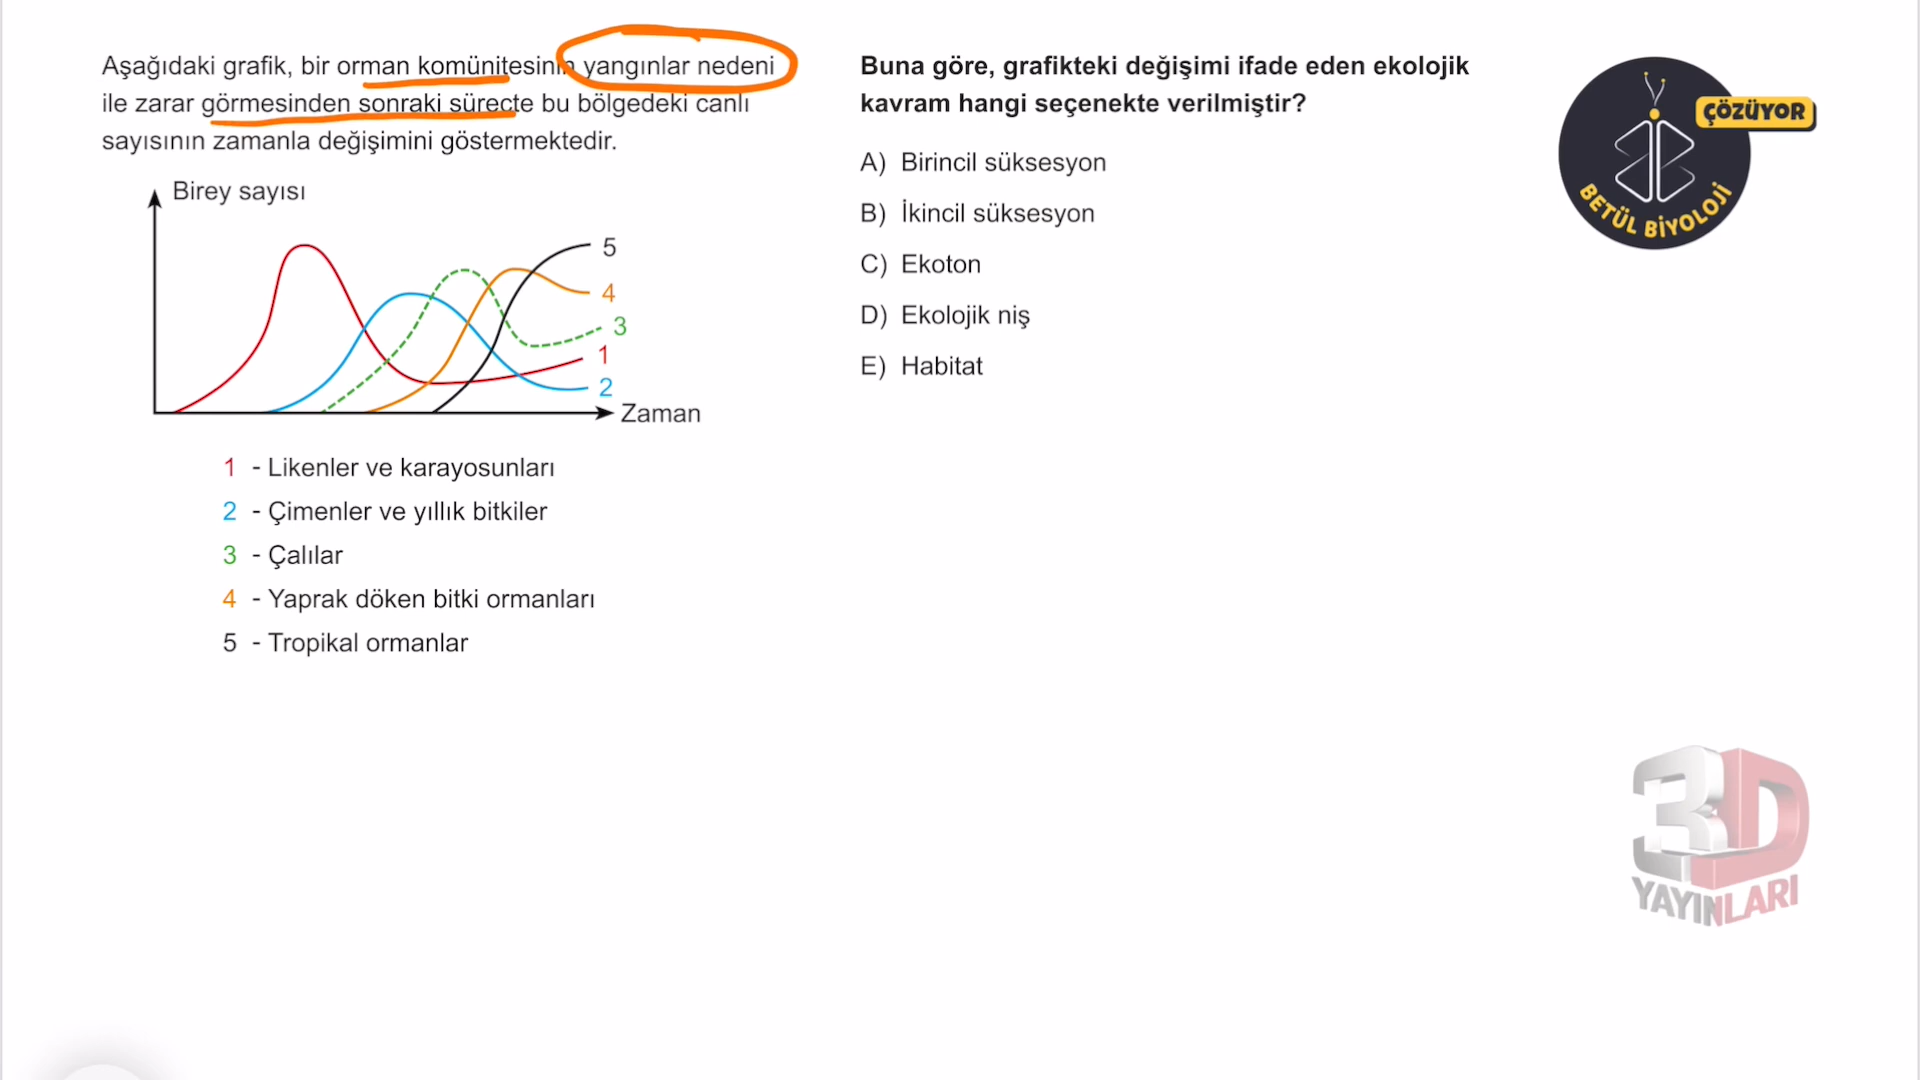 Aşağıdaki grafik, bir orman komünitesinin yangınlar nedeni
ile zarar görmesinden sonraki süreçte bu bölgedeki canlı
sayısının zamanla değişimini göstermektedir.
Birey sayısı
5
4
3
1
2
Zaman
1 - Likenler ve karayosunları
2 - Çimenler ve yıllık bitkiler
3 - Çalılar
4 - Yaprak döken bitki ormanları
5 - Tropikal ormanlar
Buna göre, grafikteki değişimi ifade eden ekolojik
kavram hangi seçenekte verilmiştir?
A) Birincil süksesyon
B) İkincil süksesyon
C) Ekoton
D) Ekolojik niş
E) Habitat
ÇÖZÜYOR
BETÜL BİYOLOJİ
3D
YAYINLARI